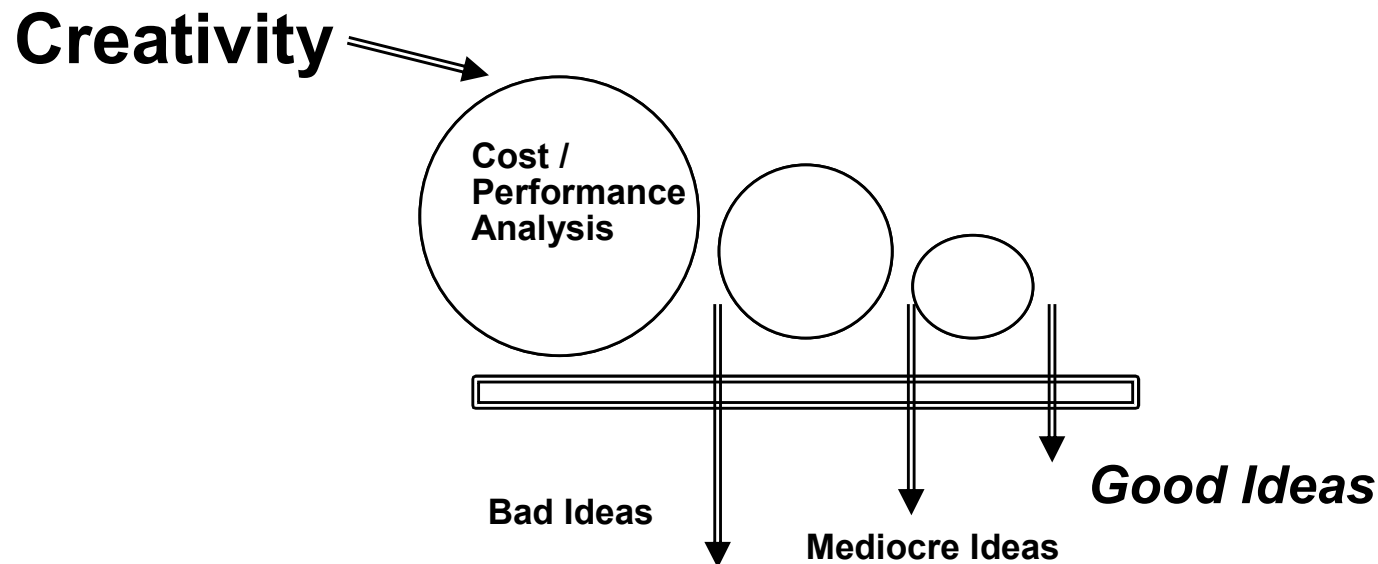 Creativity
Cost /
Performance
Analysis
Good Ideas
Bad Ideas
Mediocre Ideas